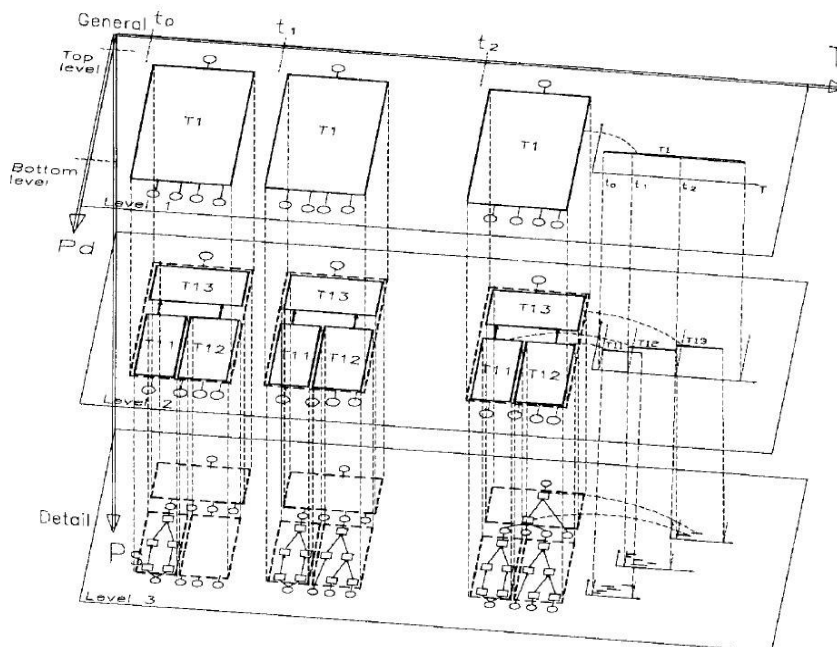 General t₀ t₁ t₂ T
Top level
T1 T1 T1 T1
Bottom level
t₀ t₁ t₂ T
Level 1
Pd
T13 T13 T13
T11 T12 T13
T11 T12 T11 T12 T11 T12
Level 2
Detail
P
Level 3